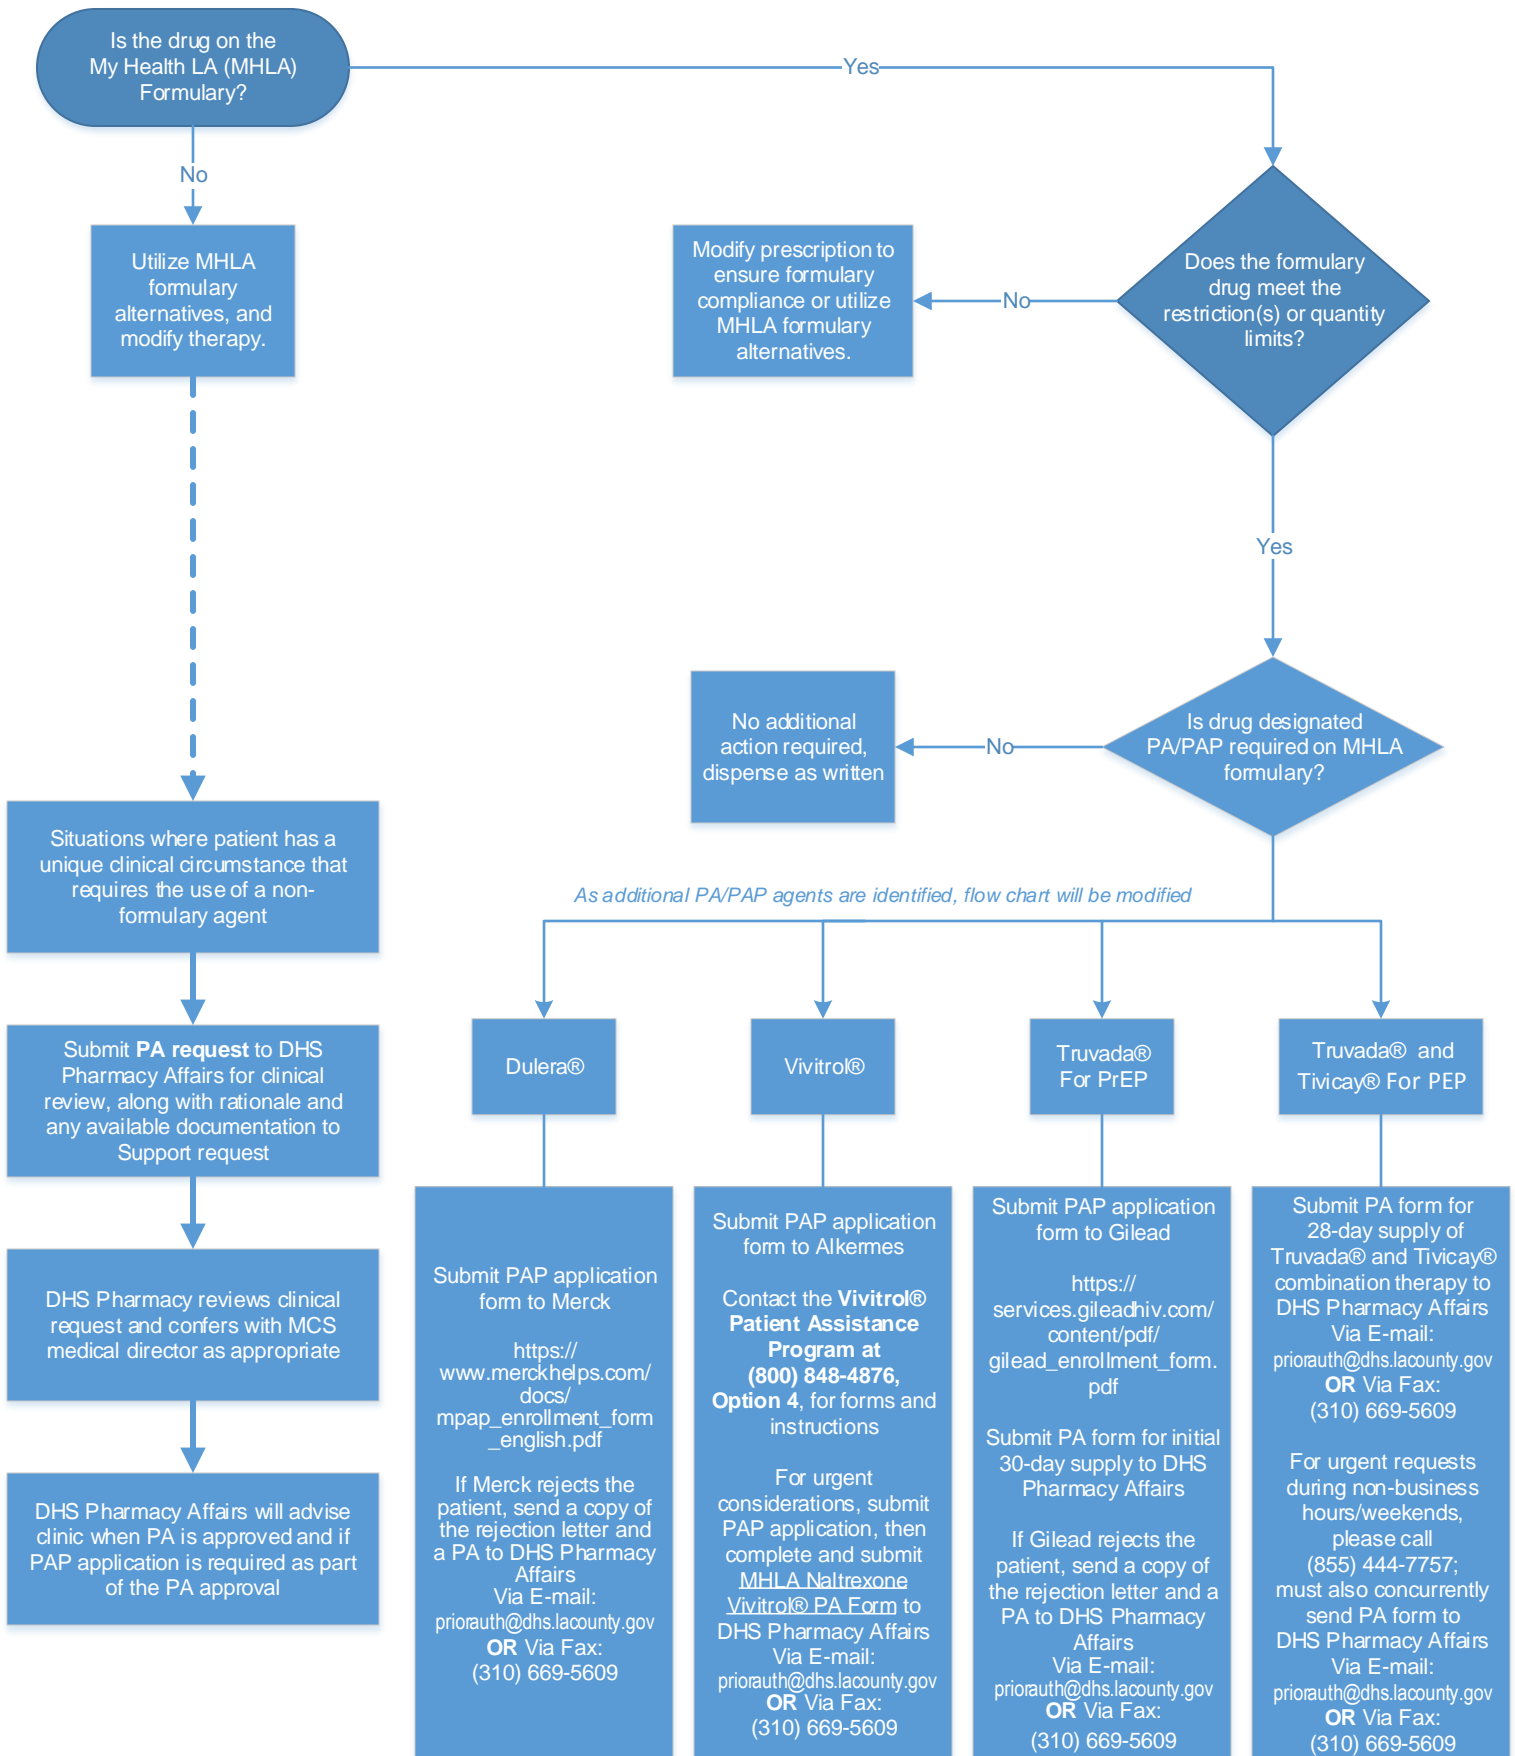 Is the drug on the
My Health LA (MHLA)
Formulary?
Yes
No
Utilize MHLA
formulary
alternatives, and
modify therapy.
Modify prescription to
ensure formulary
compliance or utilize
MHLA formulary
alternatives.
No
Does the formulary
drug meet the
restriction(s) or quantity
limits?
Yes
No additional
action required,
dispense as written
No
Is drug designated
PA/PAP required on MHLA
formulary?
Situations where patient has a
unique clinical circumstance that
requires the use of a non-
formulary agent
Submit PA request to DHS
Pharmacy Affairs for clinical
review, along with rationale and
any available documentation to
Support request
DHS Pharmacy reviews clinical
request and confers with MCS
medical director as appropriate
DHS Pharmacy Affairs will advise
clinic when PA is approved and if
PAP application is required as part
of the PA approval
As additional PA/PAP agents are identified, flow chart will be modified
Dulera®
Submit PAP application
form to Merck
https://
www.merckhelps.com/
docs/
mpap_enrollment_form
_english.pdf
If Merck rejects the
patient, send a copy of
the rejection letter and
a PA to DHS Pharmacy
Affairs
Via E-mail:
priorauth@dhs.lacounty.gov
OR Via Fax:
(310) 669-5609
Vivitrol®
Submit PAP application
form to Alkermes
Contact the Vivitrol®
Patient Assistance
Program at
(800) 848-4876,
Option 4, for forms and
instructions
For urgent
considerations, submit
PAP application, then
complete and submit
MHLA Naltrexone
Vivitrol® PA Form to
DHS Pharmacy Affairs
Via E-mail:
priorauth@dhs.lacounty.gov
OR Via Fax:
(310) 669-5609
Truvada®
For PrEP
Submit PAP application
form to Gilead
https://
services.gileadhiv.com/
content/pdf/
gilead_enrollment_form.
pdf
Submit PA form for initial
30-day supply to DHS
Pharmacy Affairs
If Gilead rejects the
patient, send a copy of
the rejection letter and a
PA to DHS Pharmacy
Affairs
Via E-mail:
priorauth@dhs.lacounty.gov
OR Via Fax:
(310) 669-5609
Truvada® and
Tivicay® For PEP
Submit PA form for
28-day supply of
Truvada® and Tivicay®
combination therapy to
DHS Pharmacy Affairs
Via E-mail:
priorauth@dhs.lacounty.gov
OR Via Fax:
(310) 669-5609
For urgent requests
during non-business
hours/weekends,
please call
(855) 444-7757;
must also concurrently
send PA form to
DHS Pharmacy Affairs
Via E-mail:
priorauth@dhs.lacounty.gov
OR Via Fax:
(310) 669-5609